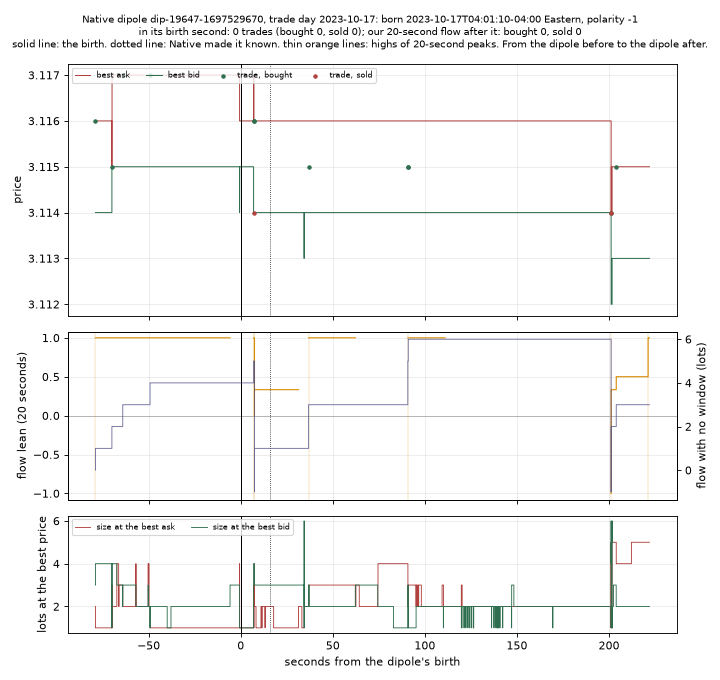 Native dipole dip-19647-1697529670, trade day 2023-10-17: born 2023-10-17T04:01:10-04:00 Eastern, polarity -1
in its birth second: 0 trades (bought 0, sold 0); our 20-second flow after it: bought 0, sold 0
solid line: the birth. dotted line: Native made it known. thin orange lines: highs of 20-second peaks. From the dipole before to the dipole after.
best ask
best bid
trade, bought
trade, sold
3.117
3.116
3.115
3.114
3.113
3.112
price
1.0
0.5
0.0
−0.5
−1.0
flow lean (20 seconds)
6
4
2
0
flow with no window (lots)
size at the best ask
size at the best bid
6
4
2
lots at the best price
−50
0
50
100
150
200
seconds from the dipole's birth